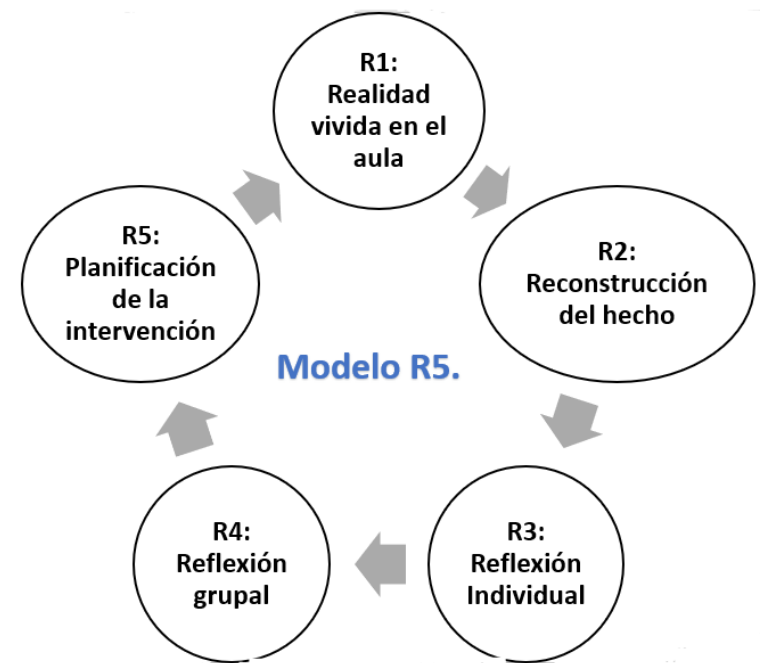 R1:
Realidad
vivida en el
aula
R2:
Reconstrucción
del hecho
R3:
Reflexión
Individual
R4:
Reflexión
grupal
R5:
Planificación
de la
intervención
Modelo R5.